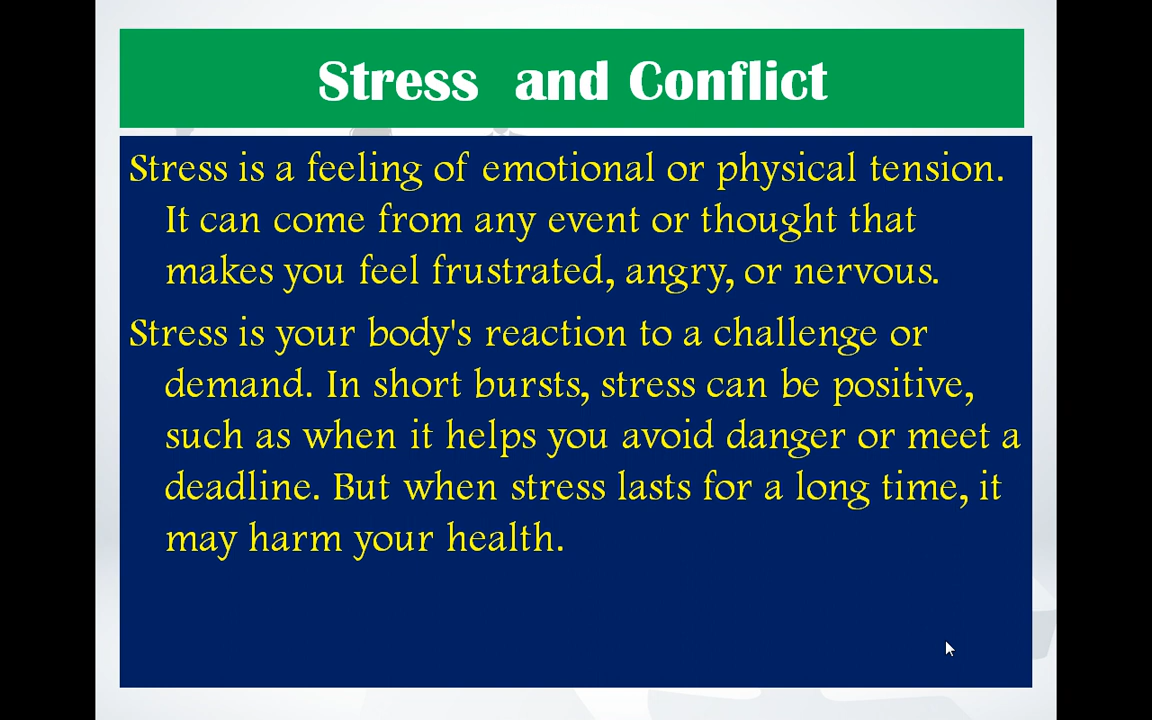 Stress and Conflict
Stress is a feeling of emotional or physical tension.
It can come from any event or thought that
makes you feel frustrated, angry, or nervous.
Stress is your body's reaction to a challenge or
demand. In short bursts, stress can be positive,
such as when it helps you avoid danger or meet a
deadline. But when stress lasts for a long time, it
may harm your health.